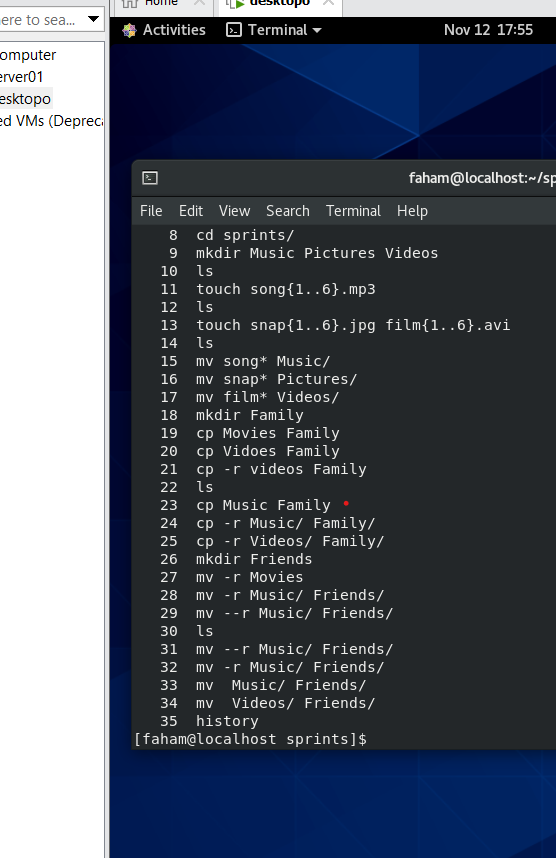 Home
desktopo
here to sea...
Activities
Terminal
Nov 12 17:55
omputer
erver01
esktopo
ed VMs (Depreca
faham@localhost:~/sp
File Edit View Search Terminal Help
8 cd sprints/
9 mkdir Music Pictures Videos
10 ls
11 touch song{1..6}.mp3
12 ls
13 touch snap{1..6}.jpg film{1..6}.avi
14 ls
15 mv song* Music/
16 mv snap* Pictures/
17 mv film* Videos/
18 mkdir Family
19 cp Movies Family
20 cp Vidoes Family
21 cp -r videos Family
22 ls
23 cp Music Family
24 cp -r Music/ Family/
25 cp -r Videos/ Family/
26 mkdir Friends
27 mv -r Movies
28 mv -r Music/ Friends/
29 mv --r Music/ Friends/
30 ls
31 mv --r Music/ Friends/
32 mv -r Music/ Friends/
33 mv  Music/ Friends/
34 mv  Videos/ Friends/
35 history
[faham@localhost sprints]$